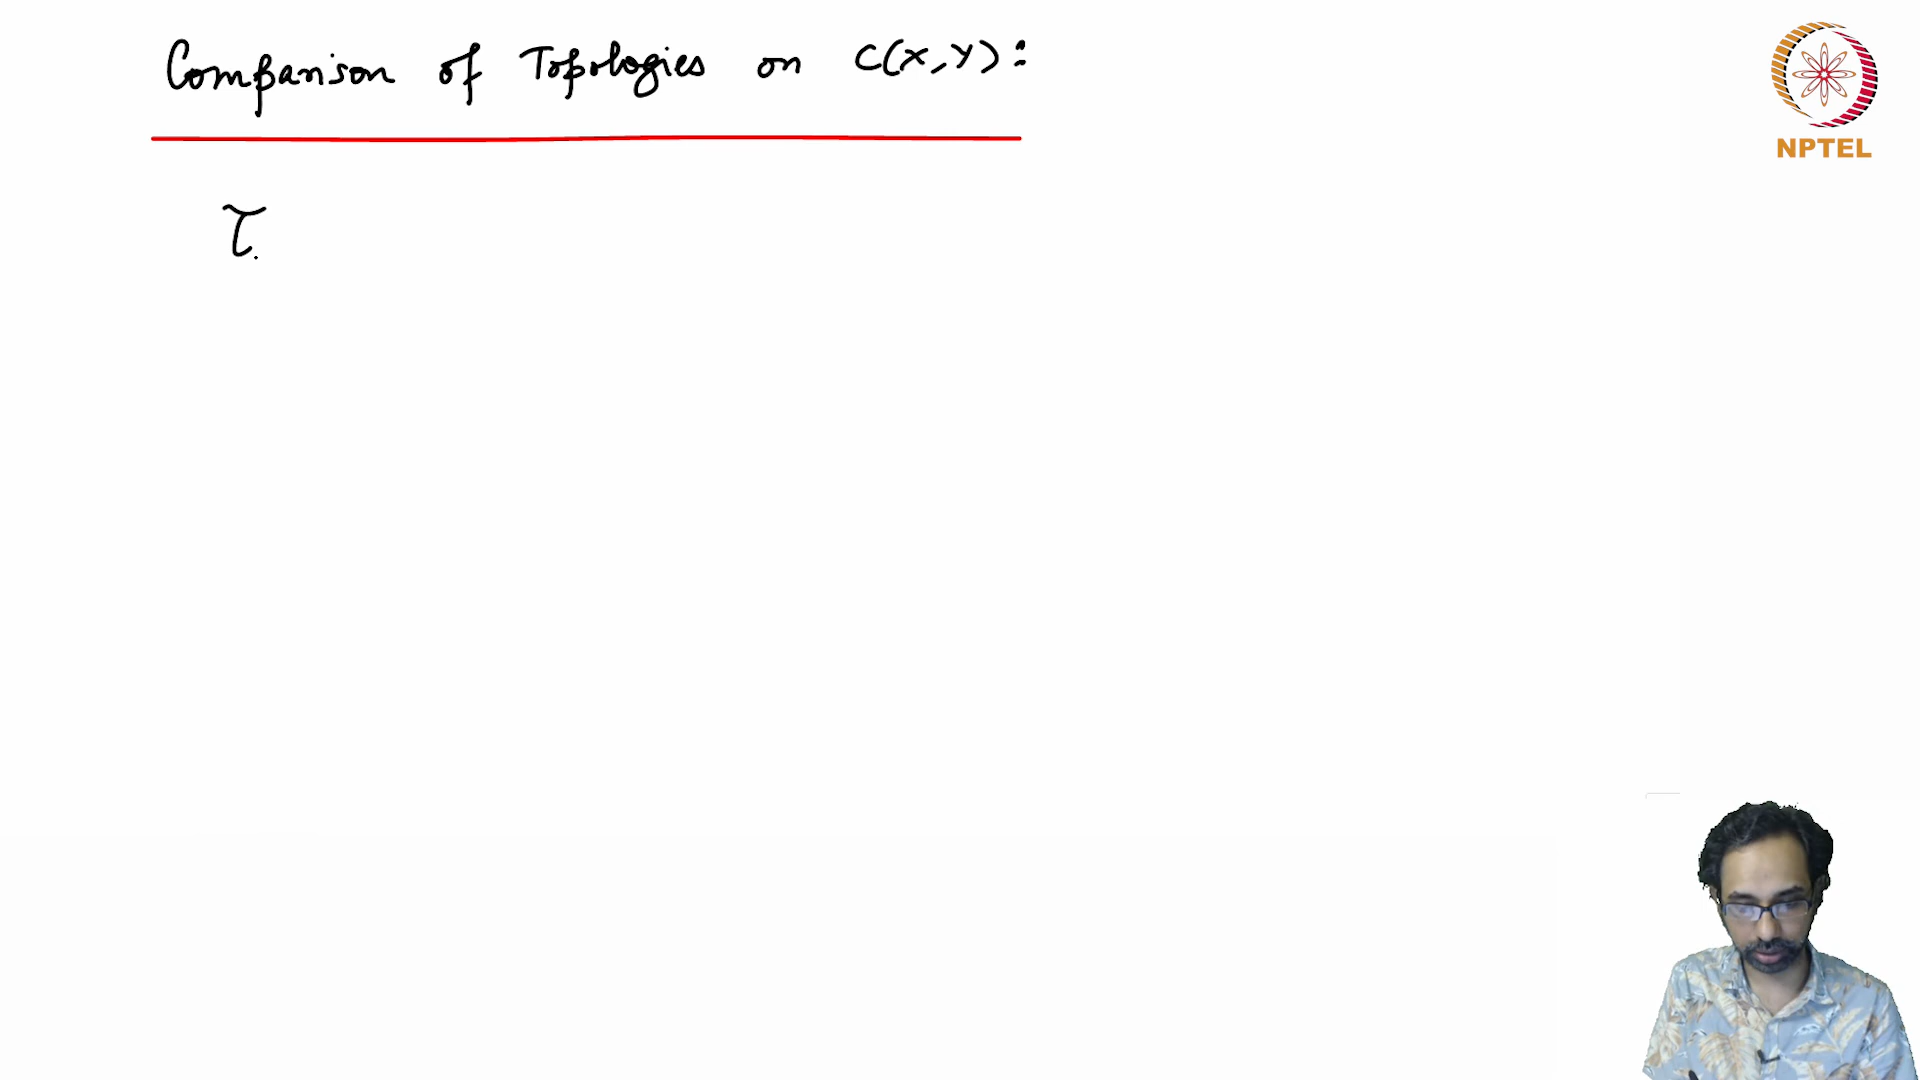 Comparison of Topologies on C(X,Y):
NPTEL
τ